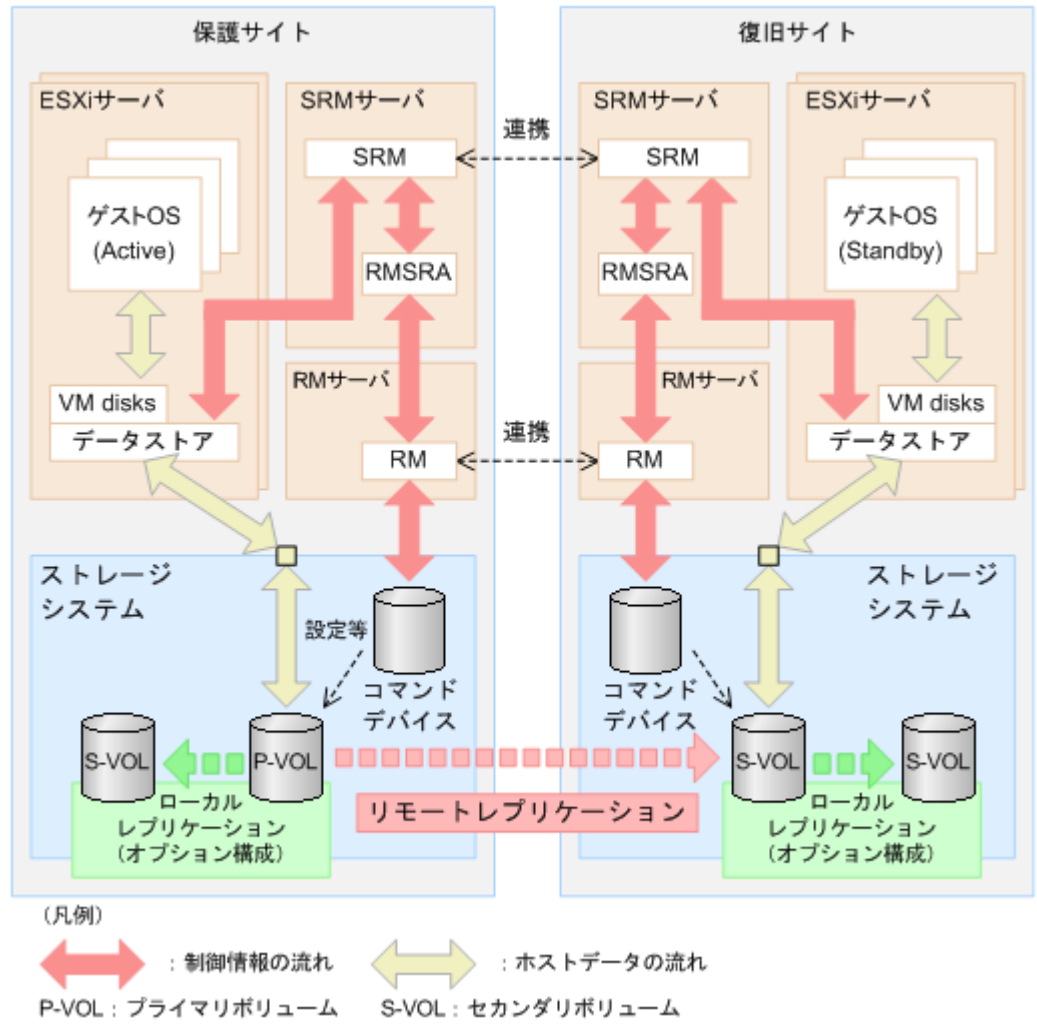 保護サイト
ESXiサーバ
ゲストOS
(Active)
VM disks
データストア
SRMサーバ
SRM
RMSRA
RMサーバ
RM
連携
連携
復旧サイト
SRMサーバ
SRM
RMSRA
RMサーバ
RM
ESXiサーバ
ゲストOS
(Standby)
VM disks
データストア
ストレージ
システム
設定等
コマンド
デバイス
S-VOL
P-VOL
ローカル
レプリケーション
(オプション構成)
リモートレプリケーション
ストレージ
システム
コマンド
デバイス
S-VOL
S-VOL
ローカル
レプリケーション
(オプション構成)
(凡例)
：制御情報の流れ
：ホストデータの流れ
P-VOL：プライマリボリューム
S-VOL：セカンダリボリューム